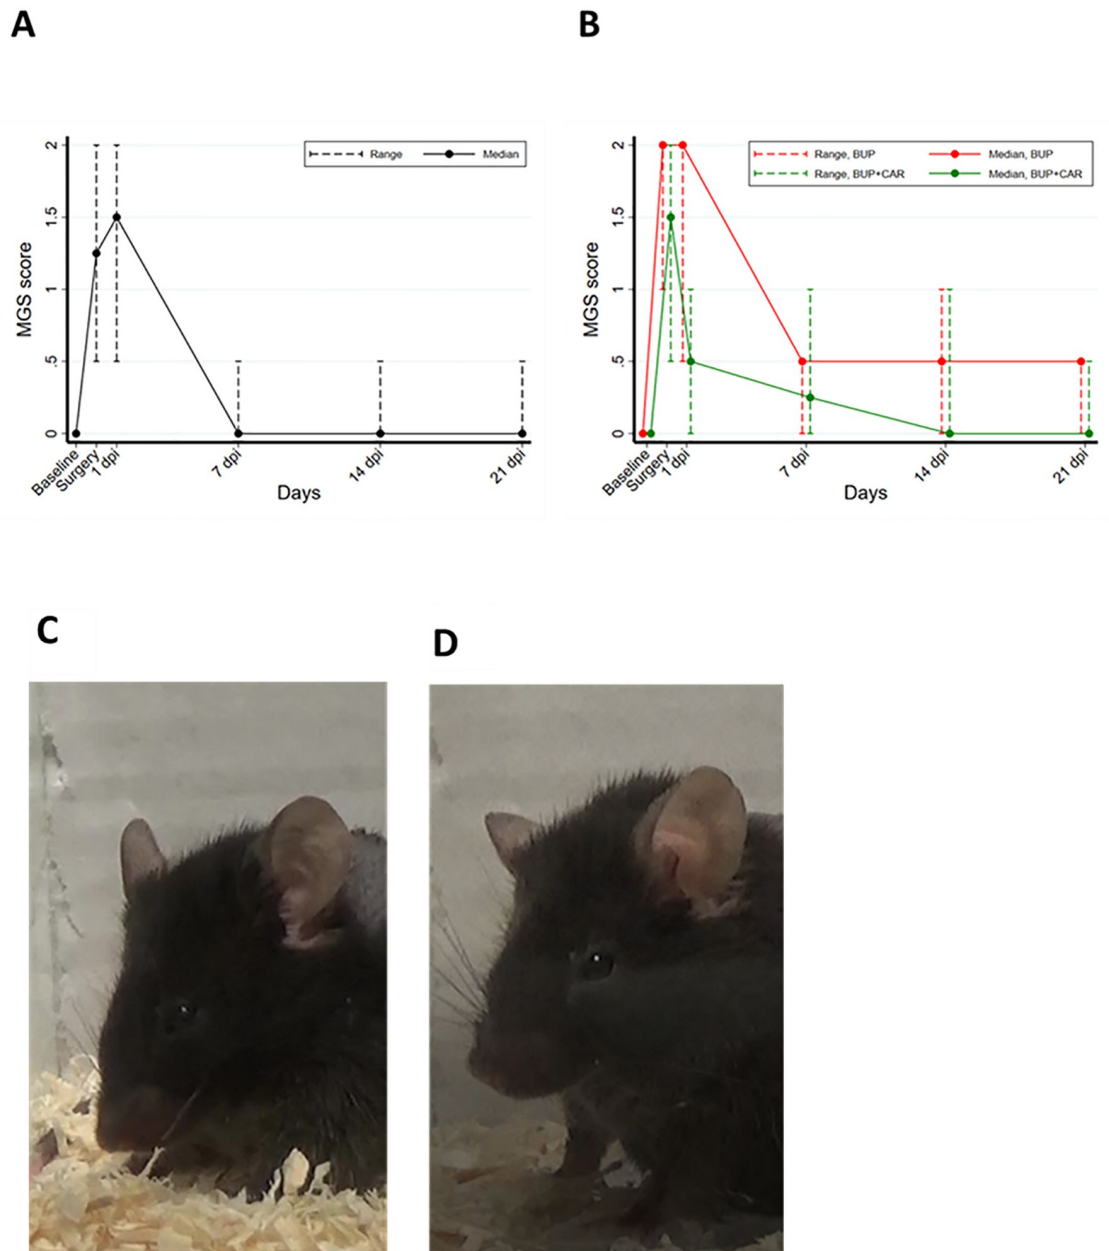 A
B
Range Median
Range, BUP Median, BUP
Range, BUP+CAR Median, BUP+CAR
MGS score
2
1.5
1
.5
0
Baseline
Surgery
1 dpi
7 dpi
14 dpi
21 dpi
Days
MGS score
2
1.5
1
.5
0
Baseline
Surgery
1 dpi
7 dpi
14 dpi
21 dpi
Days
C
D